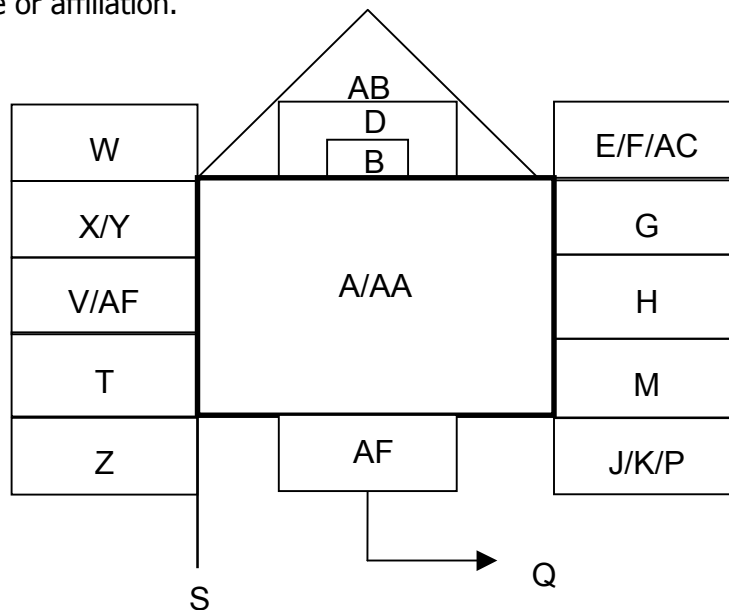 e or affiliation.
AB
D
B
W
E/F/AC
X/Y
G
A/AA
V/AF
H
T
M
Z
AF
J/K/P
S
Q